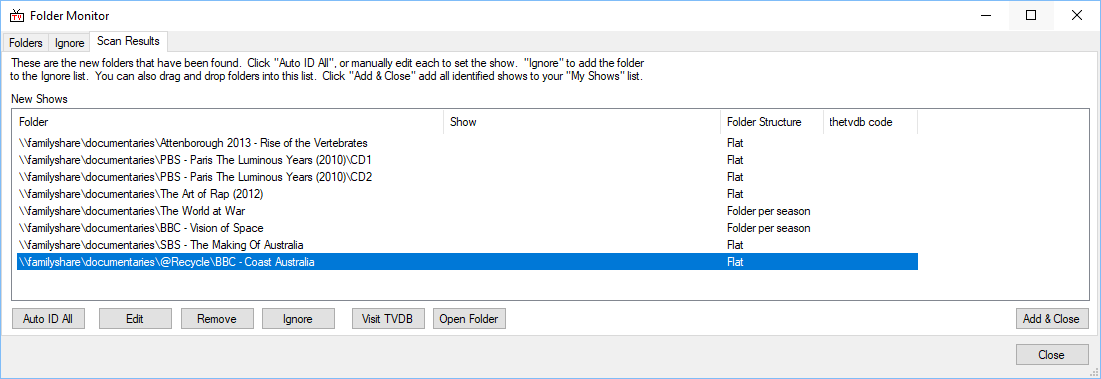 TV
Folder Monitor
Folders Ignore Scan Results
These are the new folders that have been found. Click "Auto ID All", or manually edit each to set the show. "Ignore" to add the folder
to the Ignore list. You can also drag and drop folders into this list. Click "Add & Close" add all identified shows to your "My Shows" list.
New Shows
Folder Show Folder Structure thetvdb code
\\familyshare\documentaries\Attenborough 2013 - Rise of the Vertebrates Flat
\\familyshare\documentaries\PBS - Paris The Luminous Years (2010)\CD1 Flat
\\familyshare\documentaries\PBS - Paris The Luminous Years (2010)\CD2 Flat
\\familyshare\documentaries\The Art of Rap (2012) Flat
\\familyshare\documentaries\The World at War Folder per season
\\familyshare\documentaries\BBC - Vision of Space Folder per season
\\familyshare\documentaries\SBS - The Making Of Australia Flat
\\familyshare\documentaries\@Recycle\BBC - Coast Australia Flat
Auto ID All Edit Remove Ignore Visit TVDB Open Folder Add & Close
Close